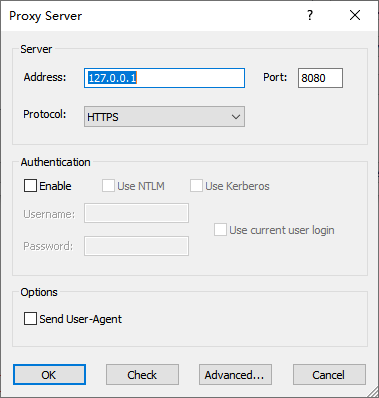 Proxy Server
Server
Address: 127.0.0.1 Port: 8080
Protocol: HTTPS
Authentication
Enable Use NTLM Use Kerberos
Username:
Use current user login
Password:
Options
Send User-Agent
OK Check Advanced... Cancel